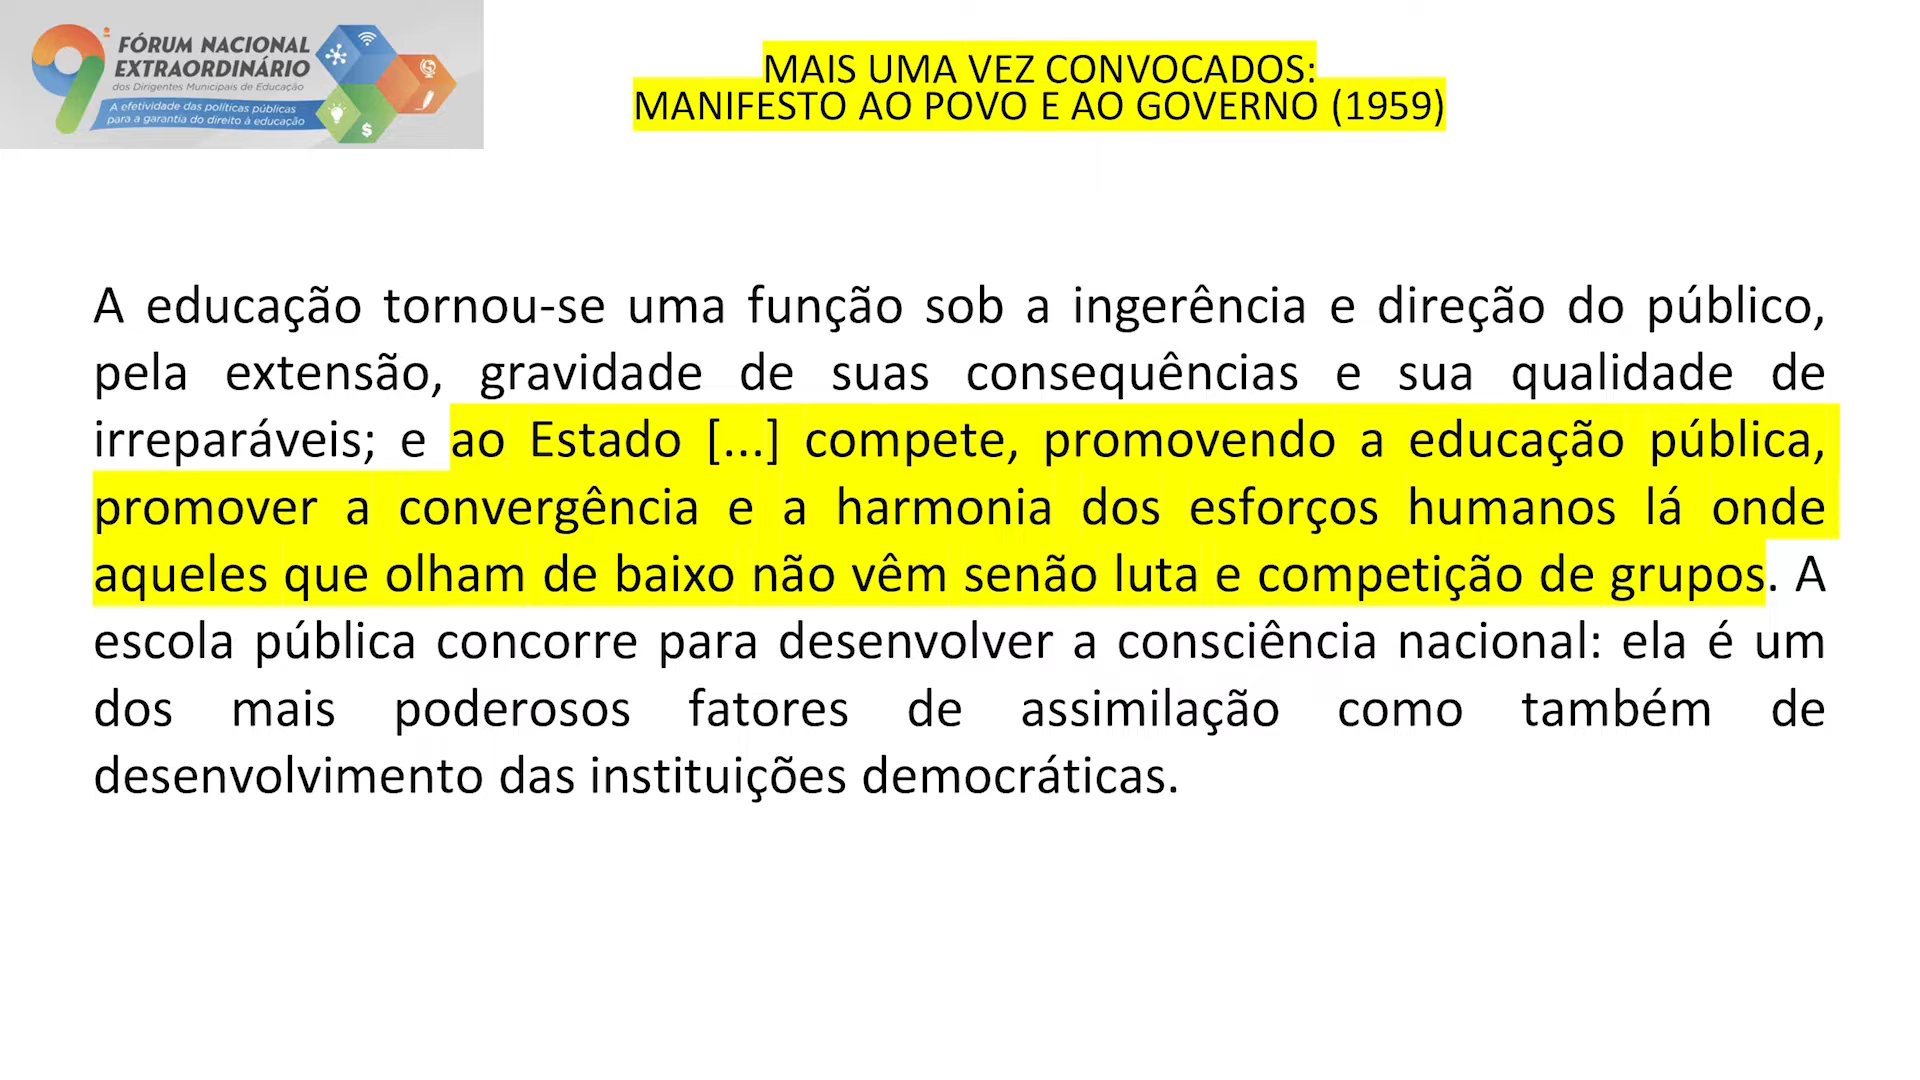 9º
FÓRUM NACIONAL
EXTRAORDINÁRIO
dos Dirigentes Municipais de Educação
A efetividade das políticas públicas
para a garantia do direito à educação
$
MAIS UMA VEZ CONVOCADOS:
MANIFESTO AO POVO E AO GOVERNO (1959)
A educação tornou-se uma função sob a ingerência e direção do público,
pela extensão, gravidade de suas consequências e sua qualidade de
irreparáveis; e ao Estado [...] compete, promovendo a educação pública,
promover a convergência e a harmonia dos esforços humanos lá onde
aqueles que olham de baixo não vêm senão luta e competição de grupos. A
escola pública concorre para desenvolver a consciência nacional: ela é um
dos mais poderosos fatores de assimilação como também de
desenvolvimento das instituições democráticas.